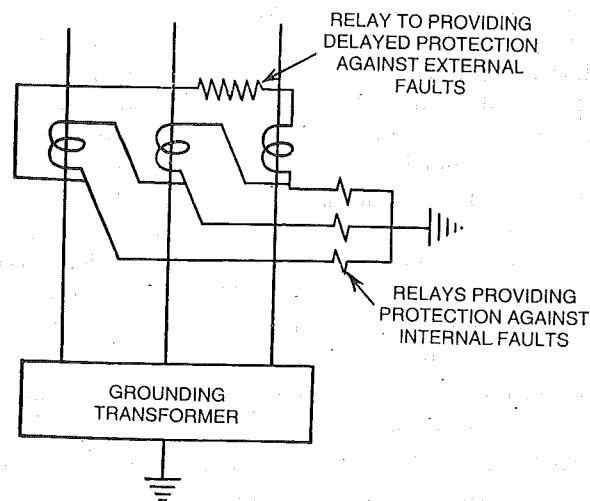 RELAY TO PROVIDING
DELAYED PROTECTION
AGAINST EXTERNAL
FAULTS
RELAYS PROVIDING
PROTECTION AGAINST
INTERNAL FAULTS
GROUNDING
TRANSFORMER